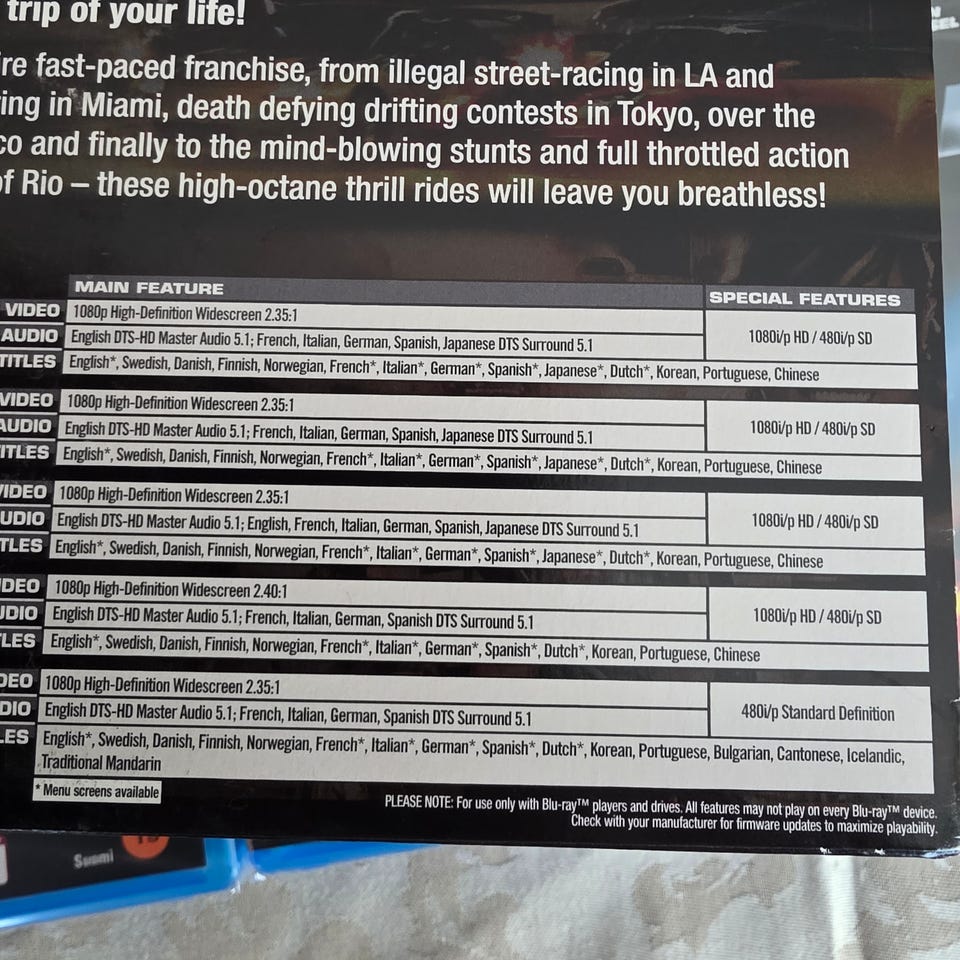 trip of your life!
fast-paced franchise, from illegal street-racing in LA and
in Miami, death defying drifting contests in Tokyo, over the
and finally to the mind-blowing stunts and full throttled action
of Rio – these high-octane thrill rides will leave you breathless!
MAIN FEATURE SPECIAL FEATURES
VIDEO 1080p High-Definition Widescreen 2.35:1
AUDIO English DTS-HD Master Audio 5.1; French, Italian, German, Spanish, Japanese DTS Surround 5.1 1080i/p HD / 480i/p SD
TITLES English*, Swedish, Danish, Finnish, Norwegian, French*, Italian*, German*, Spanish*, Japanese*, Dutch*, Korean, Portuguese, Chinese
VIDEO 1080p High-Definition Widescreen 2.35:1
AUDIO English DTS-HD Master Audio 5.1; French, Italian, German, Spanish, Japanese DTS Surround 5.1 1080i/p HD / 480i/p SD
ITLES English*, Swedish, Danish, Finnish, Norwegian, French*, Italian*, German*, Spanish*, Japanese*, Dutch*, Korean, Portuguese, Chinese
VIDEO 1080p High-Definition Widescreen 2.35:1
UDIO English DTS-HD Master Audio 5.1; English, French, Italian, German, Spanish, Japanese DTS Surround 5.1 1080i/p HD / 480i/p SD
TLES English*, Swedish, Danish, Finnish, Norwegian, French*, Italian*, German*, Spanish*, Japanese*, Dutch*, Korean, Portuguese, Chinese
DEO 1080p High-Definition Widescreen 2.40:1
UDIO English DTS-HD Master Audio 5.1; French, Italian, German, Spanish DTS Surround 5.1 1080i/p HD / 480i/p SD
LES English*, Swedish, Danish, Finnish, Norwegian, French*, Italian*, German*, Spanish*, Dutch*, Korean, Portuguese, Chinese
DEO 1080p High-Definition Widescreen 2.35:1
DIO English DTS-HD Master Audio 5.1; French, Italian, German, Spanish DTS Surround 5.1 480i/p Standard Definition
LES English*, Swedish, Danish, Finnish, Norwegian, French*, Italian*, German*, Spanish*, Dutch*, Korean, Portuguese, Bulgarian, Cantonese, Icelandic,
Traditional Mandarin
* Menu screens available
PLEASE NOTE: For use only with Blu-ray™ players and drives. All features may not play on every Blu-ray™ device.
Check with your manufacturer for firmware updates to maximize playability.
Suomi